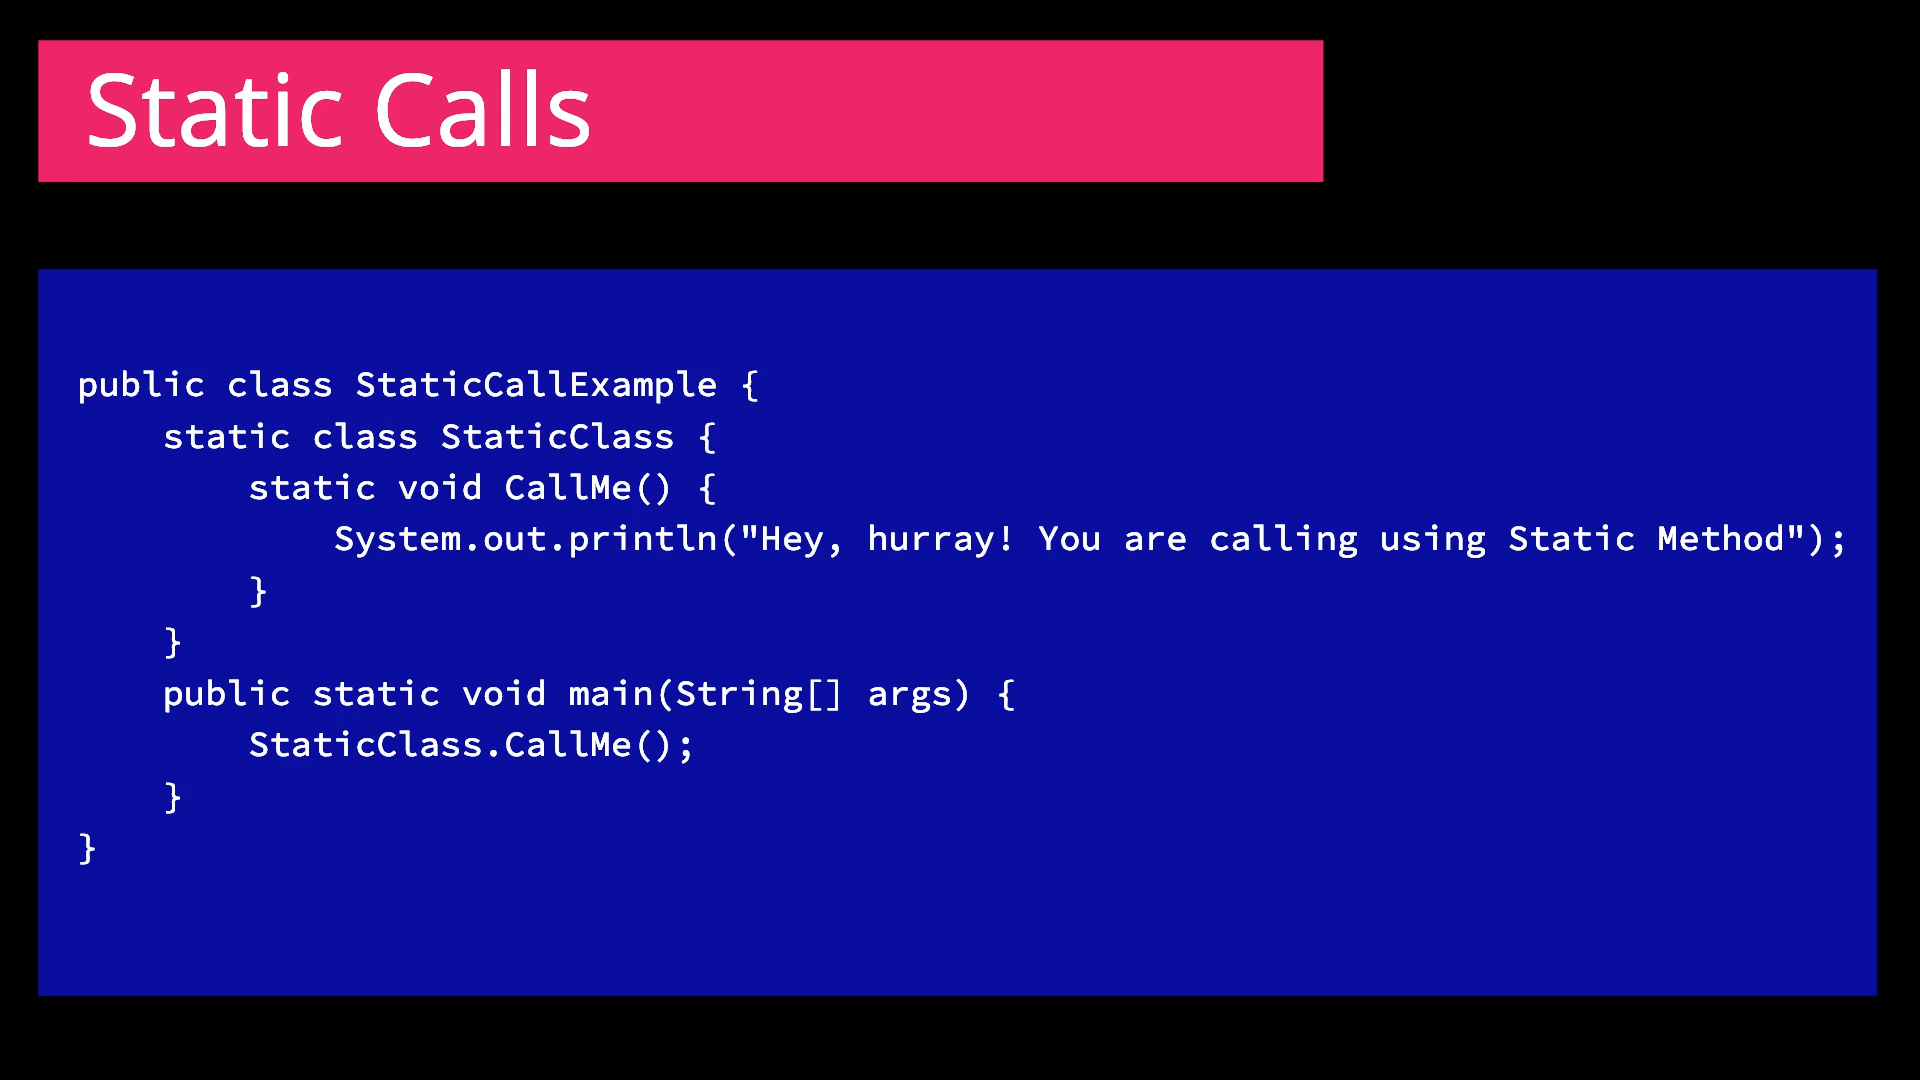 Static Calls
public class StaticCallExample {
    static class StaticClass {
        static void CallMe() {
            System.out.println("Hey, hurray! You are calling using Static Method");
        }
    }
    public static void main(String[] args) {
        StaticClass.CallMe();
    }
}